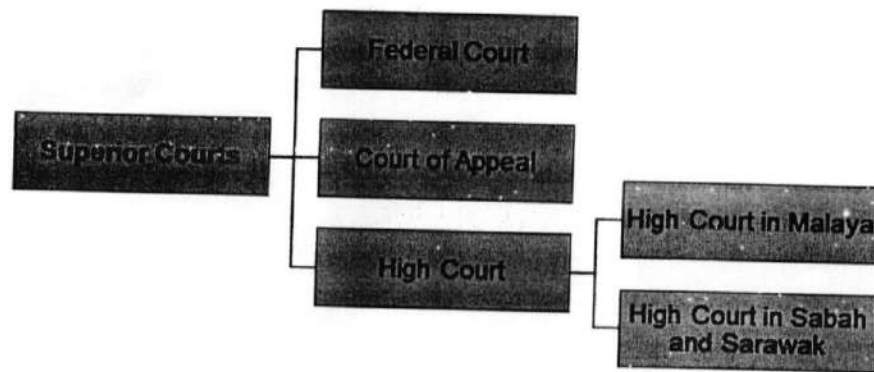 Federal Court
Superior Courts
Court of Appeal
High Court in Malaya
High Court
High Court in Sabah
and Sarawak